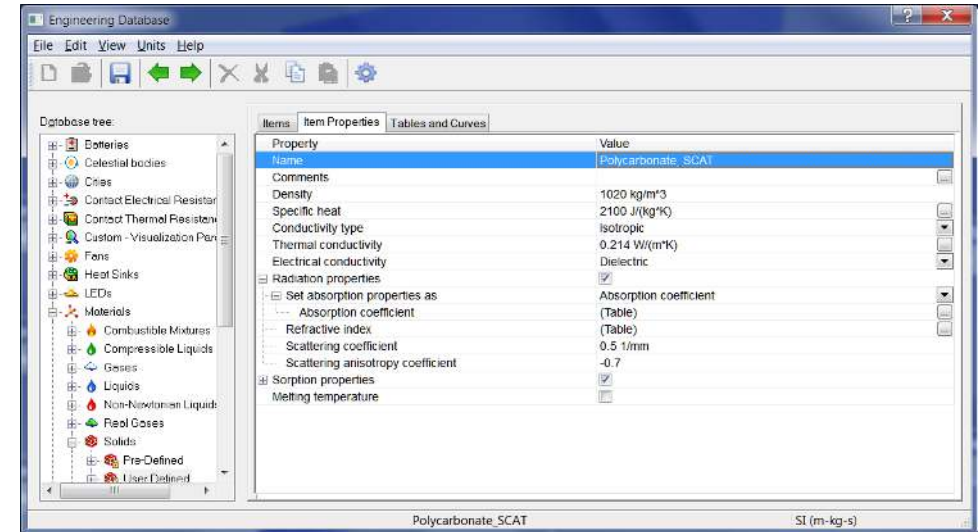 Engineering Database
File Edit View Units Help
Database tree:
Batteries
Celestial bodies
Cities
Contact Electrical Resistan
Contact Thermal Resistan
Custom - Visualization Par
Fans
Heat Sinks
LEDs
Materials
Combustible Mixtures
Compressible Liquids
Gases
Liquids
Non-Newtonian Liquids
Real Gases
Solids
Pre-Defined
User Defined
Items Item Properties Tables and Curves
Property Value
Name Polycarbonate_SCAT
Comments
Density 1020 kg/m^3
Specific heat 2100 J/(kg*K)
Conductivity type Isotropic
Thermal conductivity 0.214 W/(m*K)
Electrical conductivity Dielectric
Radiation properties
Set absorption properties as Absorption coefficient
Absorption coefficient (Table)
Refractive index (Table)
Scattering coefficient 0.5 1/mm
Scattering anisotropy coefficient -0.7
Sorption properties
Melting temperature
Polycarbonate_SCAT SI (m-kg-s)